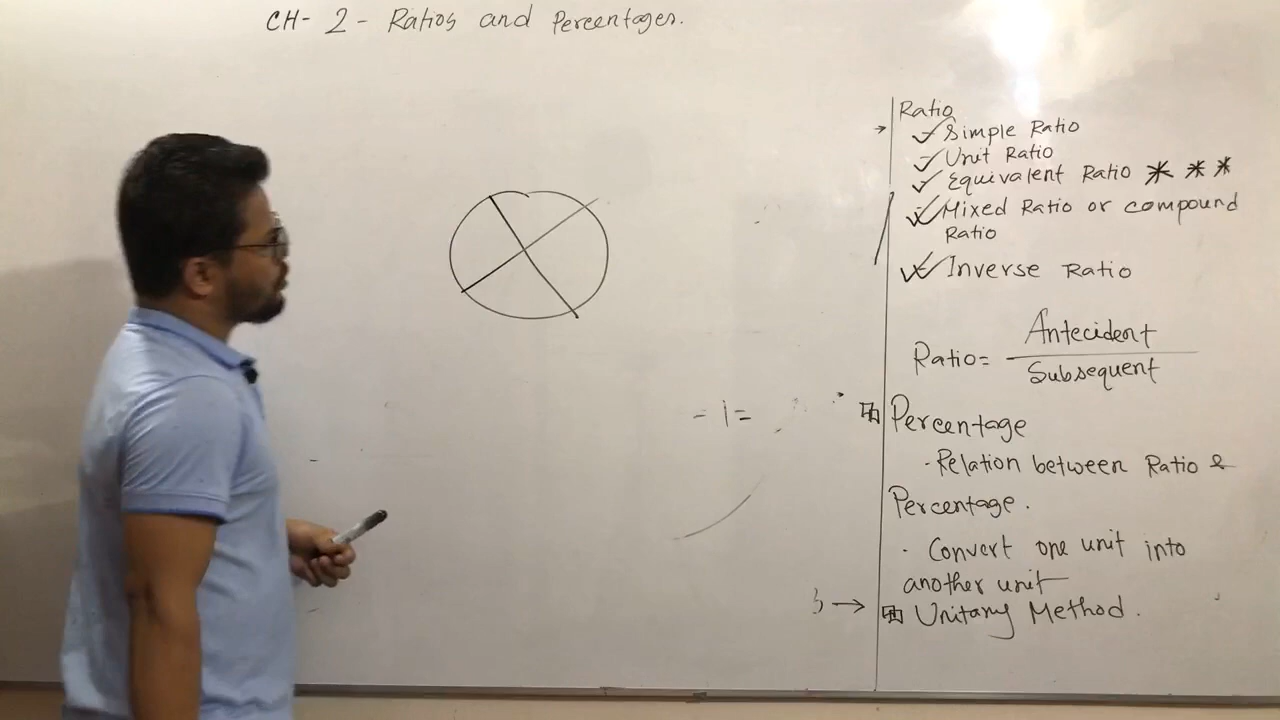 CH- 2 - Ratios and Percentages.
Ratio
Simple Ratio
Unit Ratio
Equivalent Ratio * * *
Mixed Ratio or compound
Ratio
Inverse Ratio
Ratio= Antecident
Subsequent
Percentage
· Relation between Ratio &
Percentage.
· Convert one unit into
another unit
→ Unitary Method.